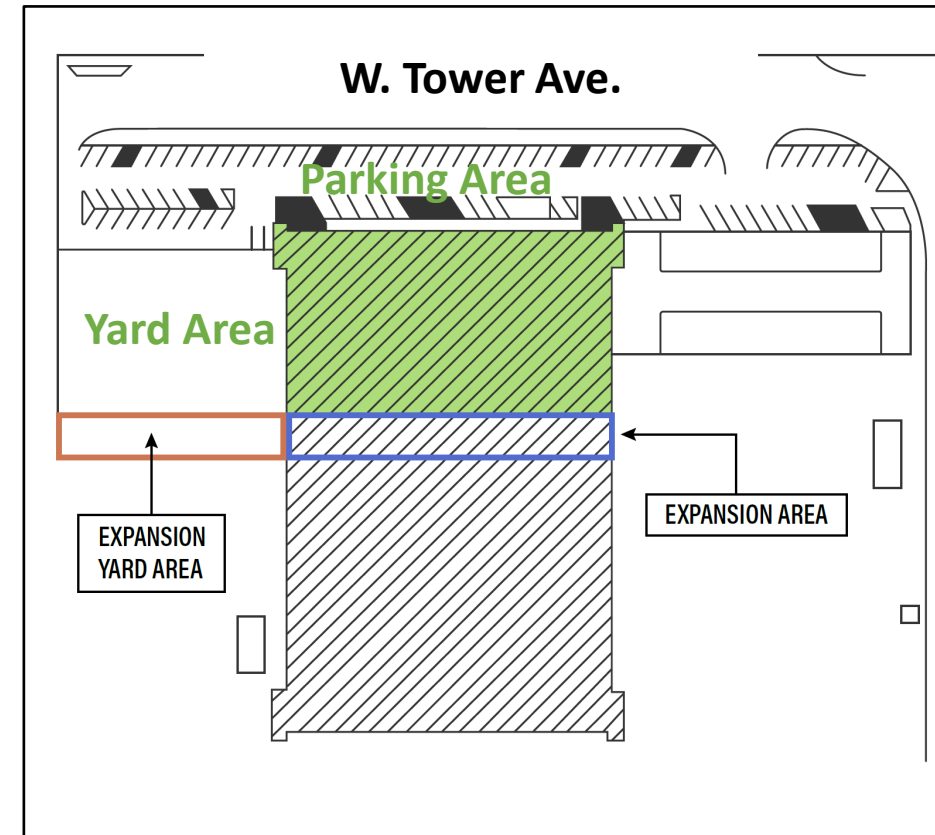 W. Tower Ave.
Parking Area
Yard Area
EXPANSION AREA
EXPANSION
YARD AREA